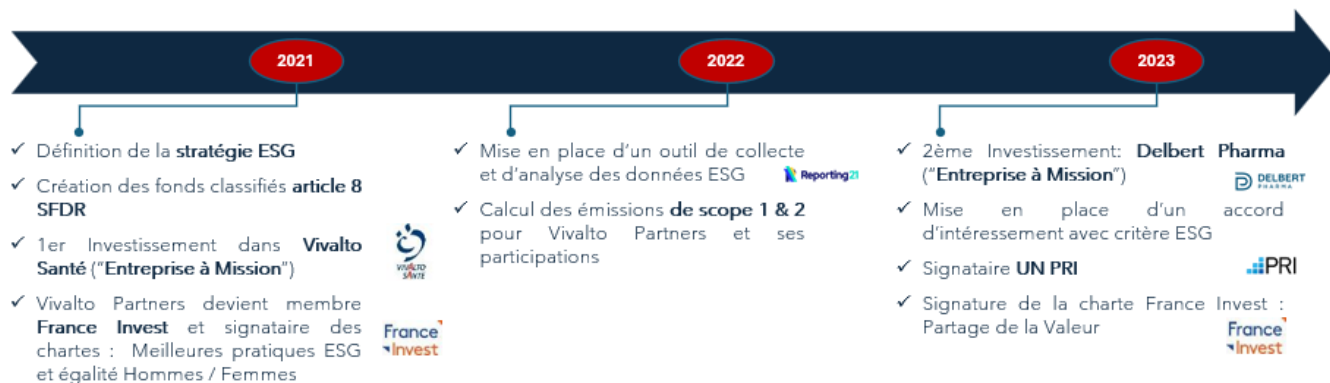 2021
2022
2023
✓ Définition de la stratégie ESG
✓ Création des fonds classifiés article 8
SFDR
✓ 1er Investissement dans Vivalto
Santé ("Entreprise à Mission")
VIVALTO
SANTÉ
✓ Vivalto Partners devient membre
France Invest et signataire des
chartes : Meilleures pratiques ESG
et égalité Hommes / Femmes
France
Invest
✓ Mise en place d'un outil de collecte
et d'analyse des données ESG
Reporting21
✓ Calcul des émissions de scope 1 & 2
pour Vivalto Partners et ses
participations
✓ 2ème Investissement: Delbert Pharma
("Entreprise à Mission")
DELBERT
PHARMA
✓ Mise en place d'un accord
d'intéressement avec critère ESG
✓ Signataire UN PRI
PRI
✓ Signature de la charte France Invest :
Partage de la Valeur
France
Invest